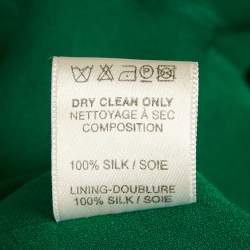 DRY CLEAN ONLY
NETTOYAGE À SEC
COMPOSITION
100% SILK / SOIE
LINING-DOUBLURE
100% SILK / SOIE